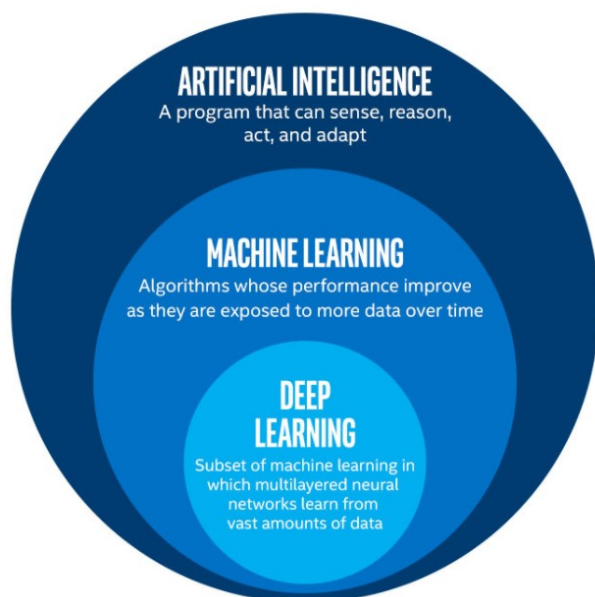 ARTIFICIAL INTELLIGENCE
A program that can sense, reason,
act, and adapt
MACHINE LEARNING
Algorithms whose performance improve
as they are exposed to more data over time
DEEP
LEARNING
Subset of machine learning in
which multilayered neural
networks learn from
vast amounts of data